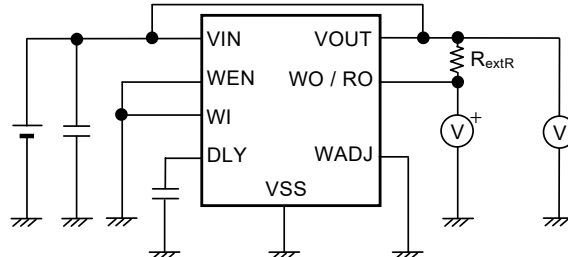 VIN
VOUT
RextR
WEN
WO / RO
WI
V
+
V
DLY
WADJ
VSS